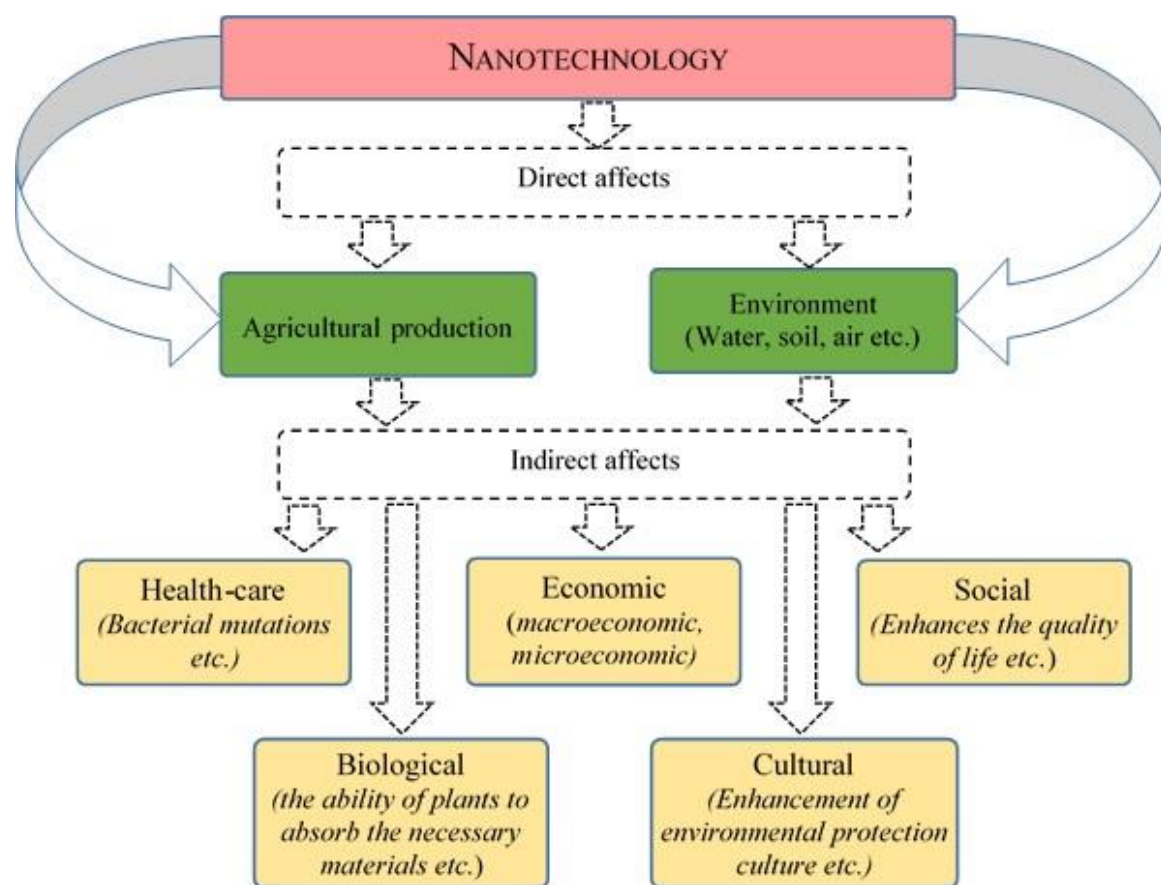 NANOTECHNOLOGY
Direct affects
Agricultural production
Environment
(Water, soil, air etc.)
Indirect affects
Health-care
(Bacterial mutations
etc.)
Economic
(macroeconomic,
microeconomic)
Social
(Enhances the quality
of life etc.)
Biological
(the ability of plants to
absorb the necessary
materials etc.)
Cultural
(Enhancement of
environmental protection
culture etc.)